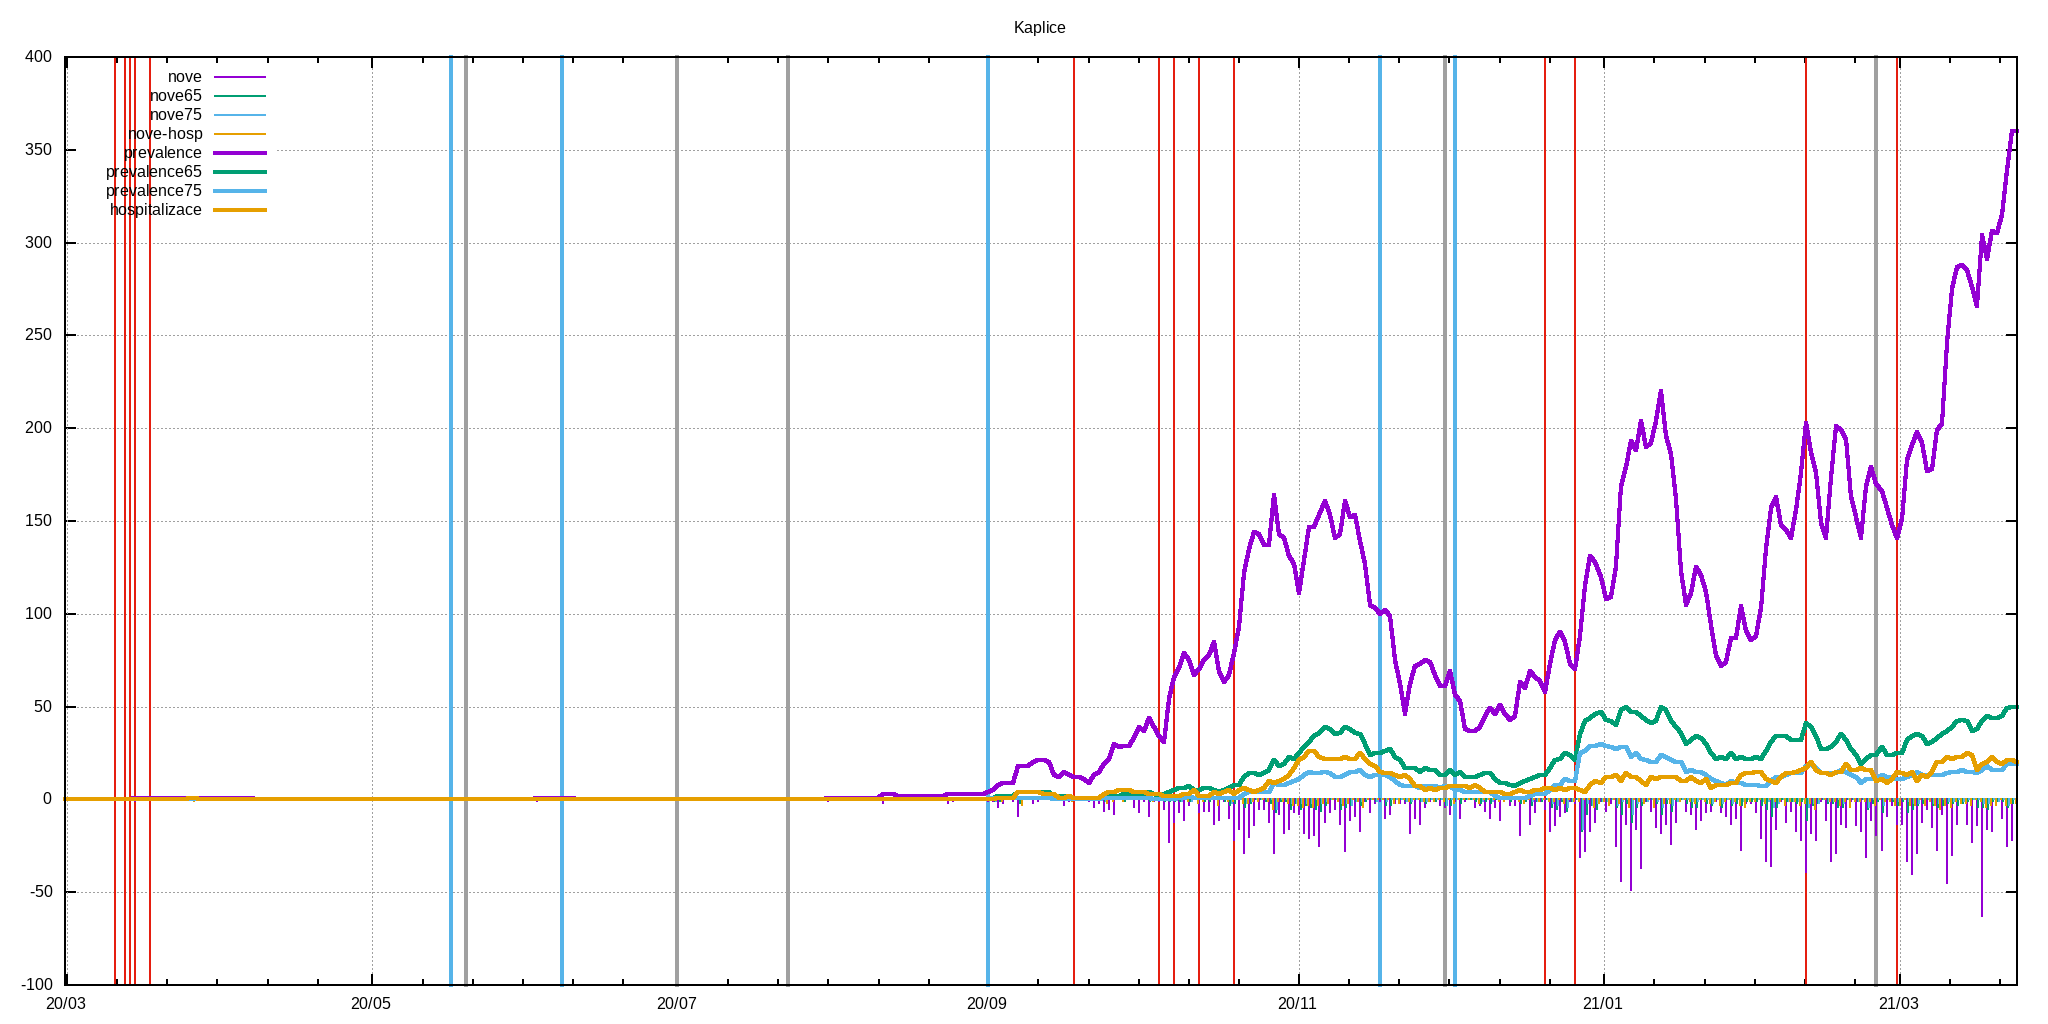 Kaplice
400
nove
nove65
nove75
nove-hosp
350
prevalence
prevalence65
prevalence75
hospitalizace
300
250
200
150
100
50
0
-50
-100
20/03 20/05 20/07 20/09 20/11 21/01 21/03